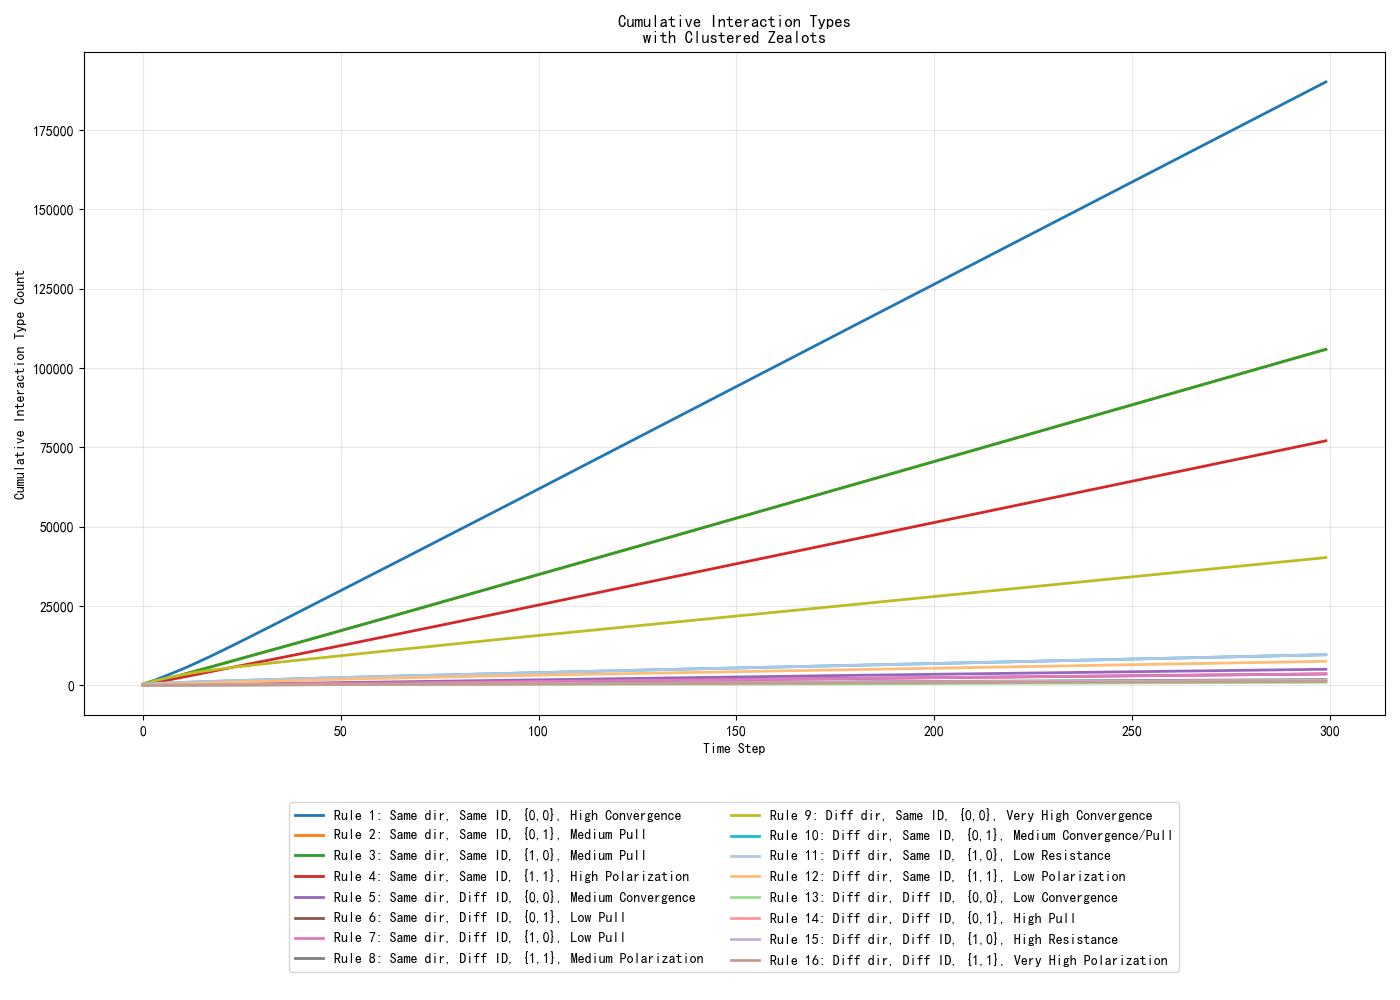 Cumulative Interaction Types
with Clustered Zealots
Cumulative Interaction Type Count
175000
150000
125000
100000
75000
50000
25000
0
0 50 100 150 200 250 300
Time Step
Rule 1: Same dir, Same ID, {0,0}, High Convergence
Rule 2: Same dir, Same ID, {0,1}, Medium Pull
Rule 3: Same dir, Same ID, {1,0}, Medium Pull
Rule 4: Same dir, Same ID, {1,1}, High Polarization
Rule 5: Same dir, Diff ID, {0,0}, Medium Convergence
Rule 6: Same dir, Diff ID, {0,1}, Low Pull
Rule 7: Same dir, Diff ID, {1,0}, Low Pull
Rule 8: Same dir, Diff ID, {1,1}, Medium Polarization
Rule 9: Diff dir, Same ID, {0,0}, Very High Convergence
Rule 10: Diff dir, Same ID, {0,1}, Medium Convergence/Pull
Rule 11: Diff dir, Same ID, {1,0}, Low Resistance
Rule 12: Diff dir, Same ID, {1,1}, Low Polarization
Rule 13: Diff dir, Diff ID, {0,0}, Low Convergence
Rule 14: Diff dir, Diff ID, {0,1}, High Pull
Rule 15: Diff dir, Diff ID, {1,0}, High Resistance
Rule 16: Diff dir, Diff ID, {1,1}, Very High Polarization